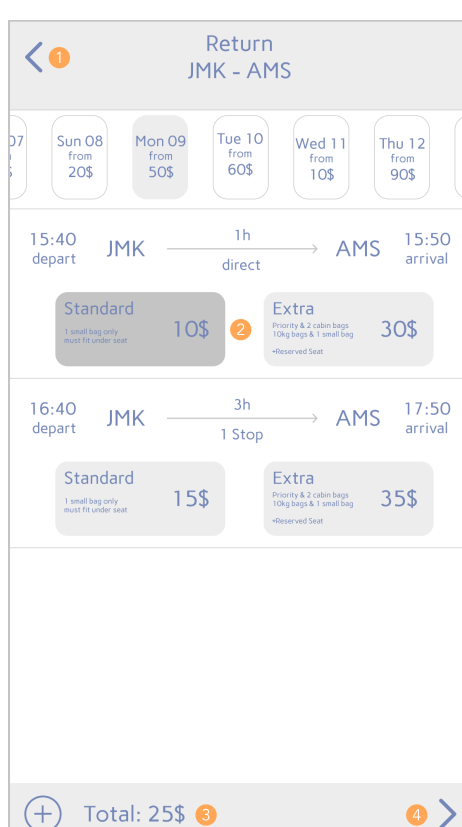 1
Return
JMK - AMS
07
Sun 08
from
20$
Mon 09
from
50$
Tue 10
from
60$
Wed 11
from
10$
Thu 12
from
90$
15:40
depart
JMK
1h
direct
AMS
15:50
arrival
Standard
1 small bag only
must fit under seat
10$
2
Extra
Priority & 2 cabin bags
10kg bags & 1 small bag
+Reserved Seat
30$
16:40
depart
JMK
3h
1 Stop
AMS
17:50
arrival
Standard
1 small bag only
must fit under seat
15$
Extra
Priority & 2 cabin bags
10kg bags & 1 small bag
+Reserved Seat
35$
Total: 25$
3
4